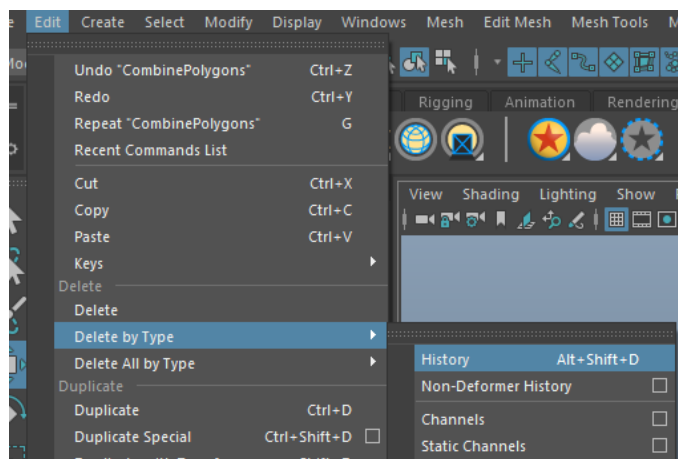 Edit Create Select Modify Display Windows Mesh Edit Mesh Mesh Tools
Undo "CombinePolygons" Ctrl+Z
Redo Ctrl+Y
Repeat "CombinePolygons" G
Recent Commands List
Rigging Animation Rendering
Cut Ctrl+X
Copy Ctrl+C
Paste Ctrl+V
Keys
View Shading Lighting Show
Delete
Delete
Delete by Type
Delete All by Type
Duplicate
Duplicate Ctrl+D
Duplicate Special Ctrl+Shift+D
History Alt+Shift+D
Non-Deformer History
Channels
Static Channels